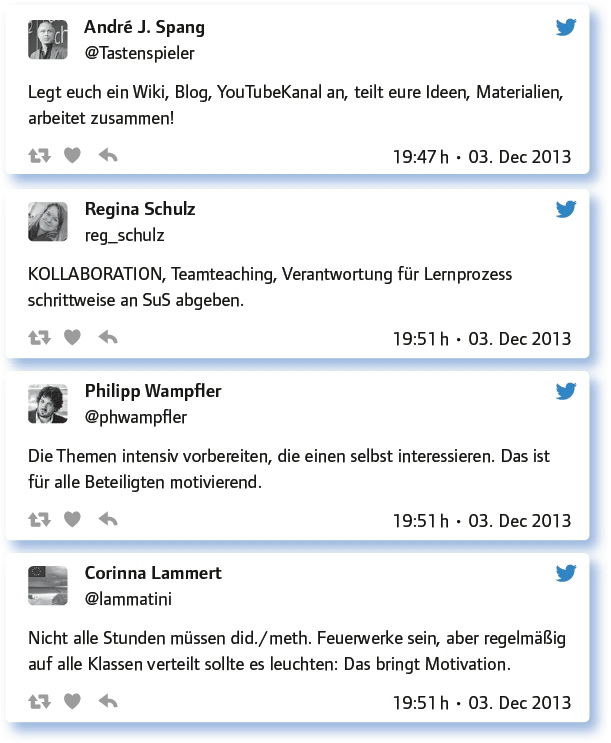 André J. Spang
@Tastenspieler
Legt euch ein Wiki, Blog, YouTubeKanal an, teilt eure Ideen, Materialien,
arbeitet zusammen!
19:47 h • 03. Dec 2013
Regina Schulz
reg_schulz
KOLLABORATION, Teamteaching, Verantwortung für Lernprozess
schrittweise an SuS abgeben.
19:51 h • 03. Dec 2013
Philipp Wampfler
@phwampfler
Die Themen intensiv vorbereiten, die einen selbst interessieren. Das ist
für alle Beteiligten motivierend.
19:51 h • 03. Dec 2013
Corinna Lammert
@lammatini
Nicht alle Stunden müssen did./meth. Feuerwerke sein, aber regelmäßig
auf alle Klassen verteilt sollte es leuchten: Das bringt Motivation.
19:51 h • 03. Dec 2013